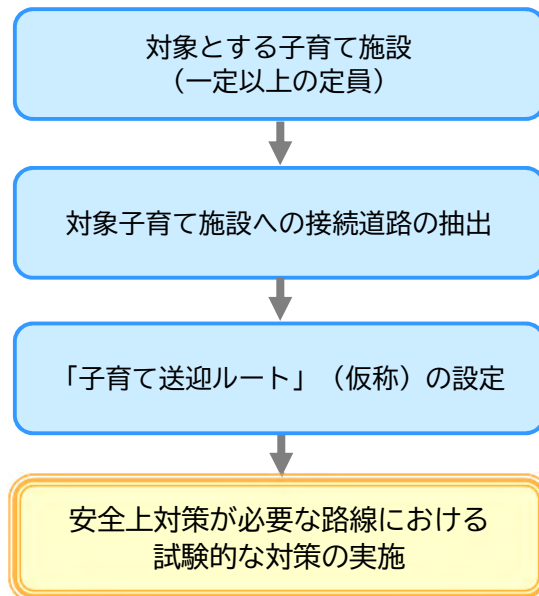 対象とする子育て施設
（一定以上の定員）
対象子育て施設への接続道路の抽出
「子育て送迎ルート」（仮称）の設定
安全上対策が必要な路線における
試験的な対策の実施